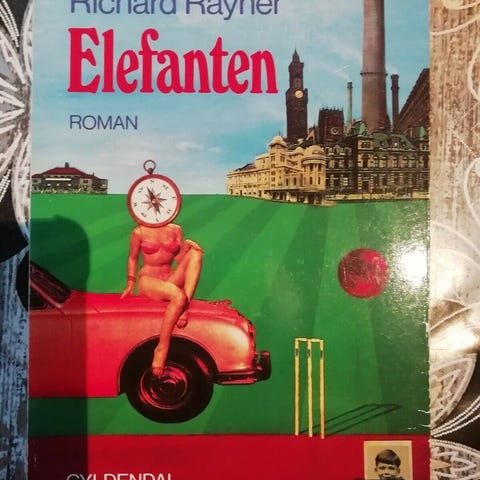 Richard Rayner
Elefanten
ROMAN
GYLDENDAL